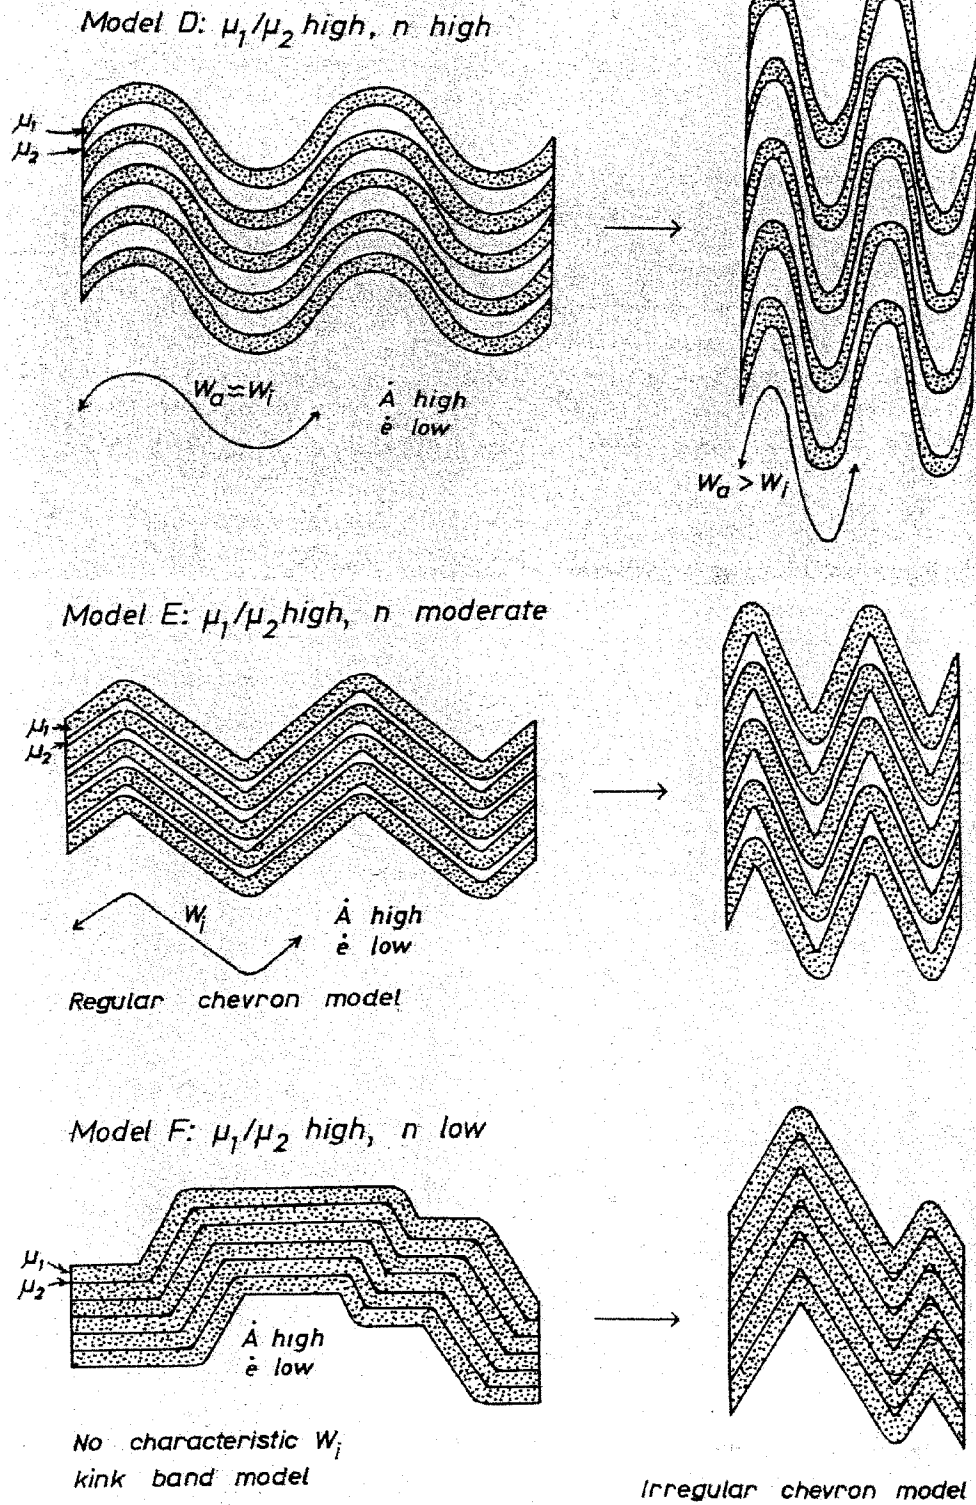 Model D: μ₁/μ₂ high, n high
μ₁
μ₂
Wₐ≈Wᵢ
Ȧ high
ė low
Wₐ > Wᵢ
Model E: μ₁/μ₂ high, n moderate
μ₁
μ₂
Wᵢ
Ȧ high
ė low
Regular chevron model
Model F: μ₁/μ₂ high, n low
μ₁
μ₂
Ȧ high
ė low
No characteristic Wᵢ
kink band model
Irregular chevron model